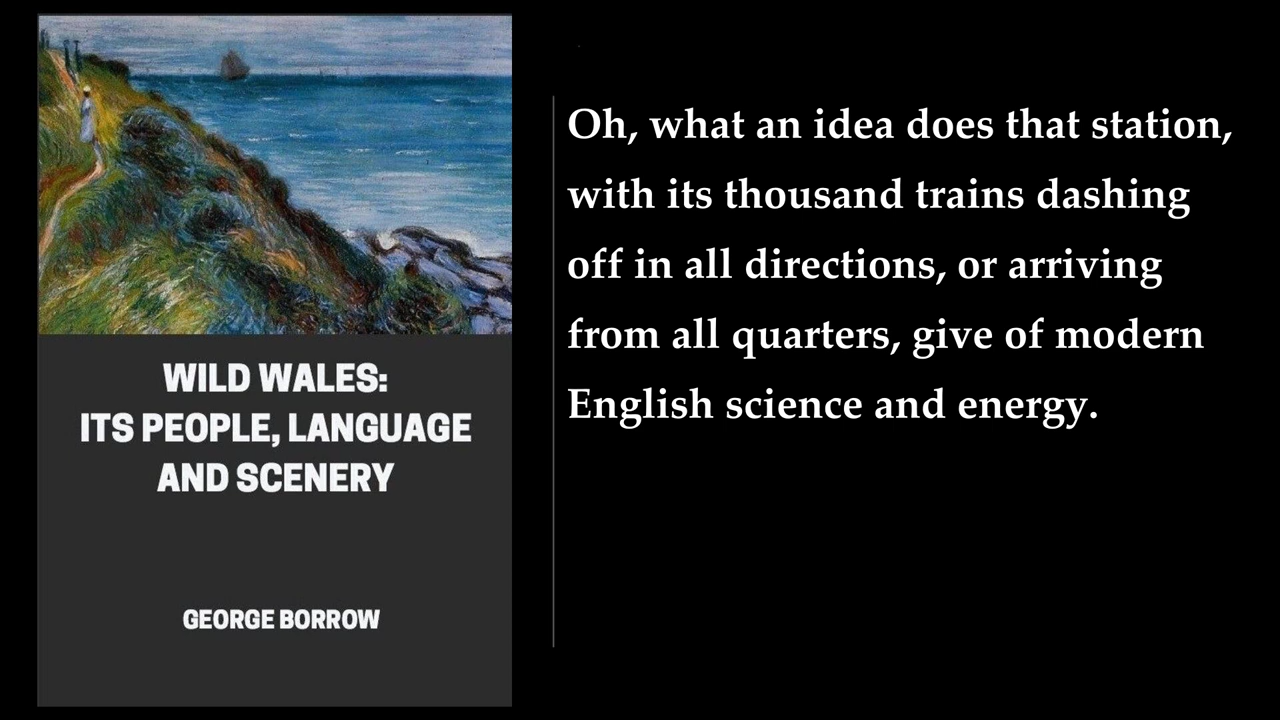 WILD WALES:
ITS PEOPLE, LANGUAGE
AND SCENERY
GEORGE BORROW
Oh, what an idea does that station,
with its thousand trains dashing
off in all directions, or arriving
from all quarters, give of modern
English science and energy.